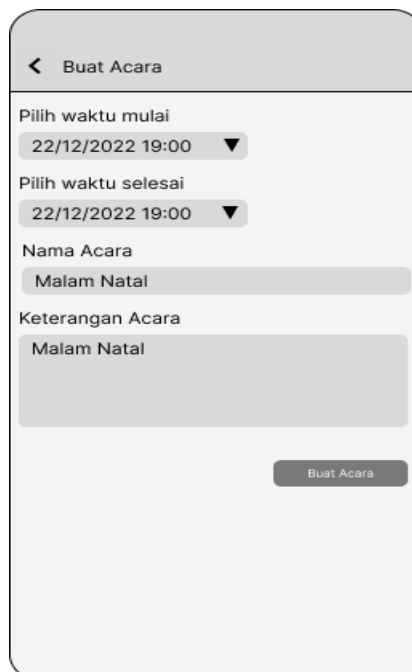 Buat Acara
Pilih waktu mulai
22/12/2022 19:00
Pilih waktu selesai
22/12/2022 19:00
Nama Acara
Malam Natal
Keterangan Acara
Malam Natal
Buat Acara